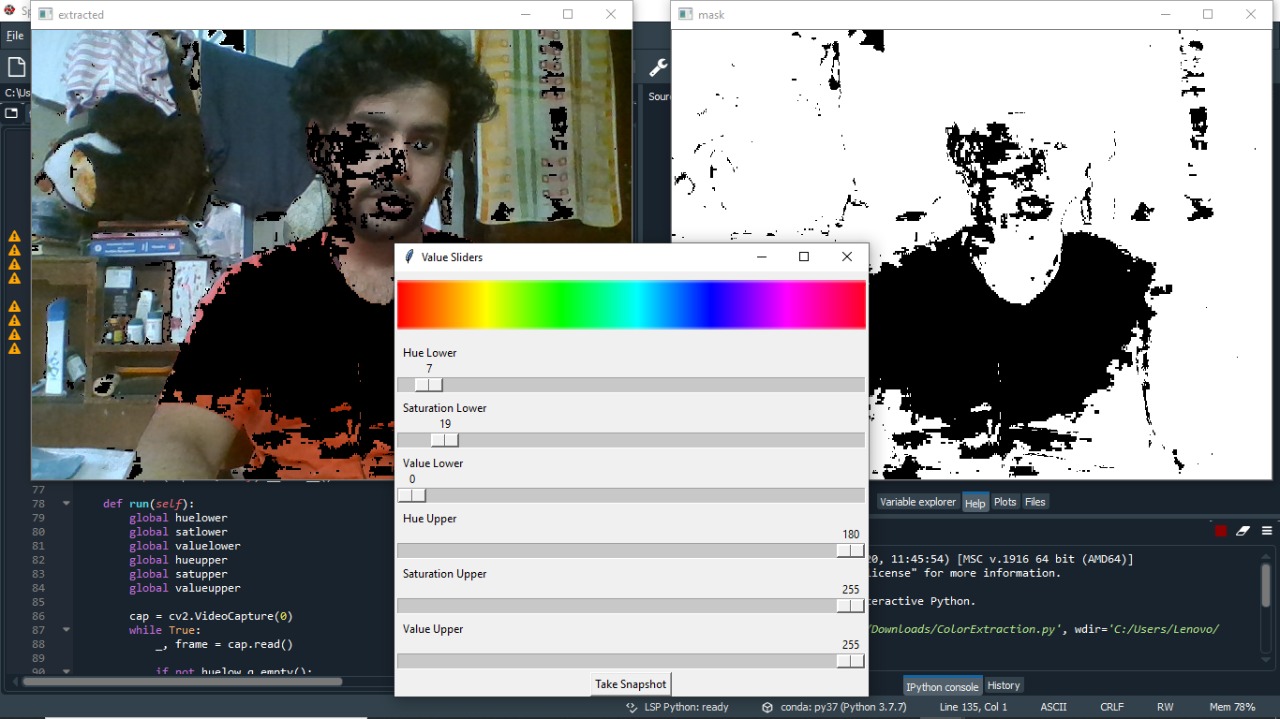 extracted
mask
File
C:\Us
Sourc
Value Sliders
Hue Lower
7
Saturation Lower
19
Value Lower
0
Hue Upper
180
Saturation Upper
255
Value Upper
255
Take Snapshot
77
78 def run(self):
79 global huelower
80 global satlower
81 global valuelower
82 global hueupper
83 global satupper
84 global valueupper
85
86 cap = cv2.VideoCapture(0)
87 while True:
88 _, frame = cap.read()
89
90 if not huelow_q.empty():
Variable explorer Help Plots Files
20, 11:45:54) [MSC v.1916 64 bit (AMD64)]
license" for more information.
teractive Python.
/Downloads/ColorExtraction.py', wdir='C:/Users/Lenovo/
IPython console History
LSP Python: ready conda: py37 (Python 3.7.7) Line 135, Col 1 ASCII CRLF RW Mem 78%